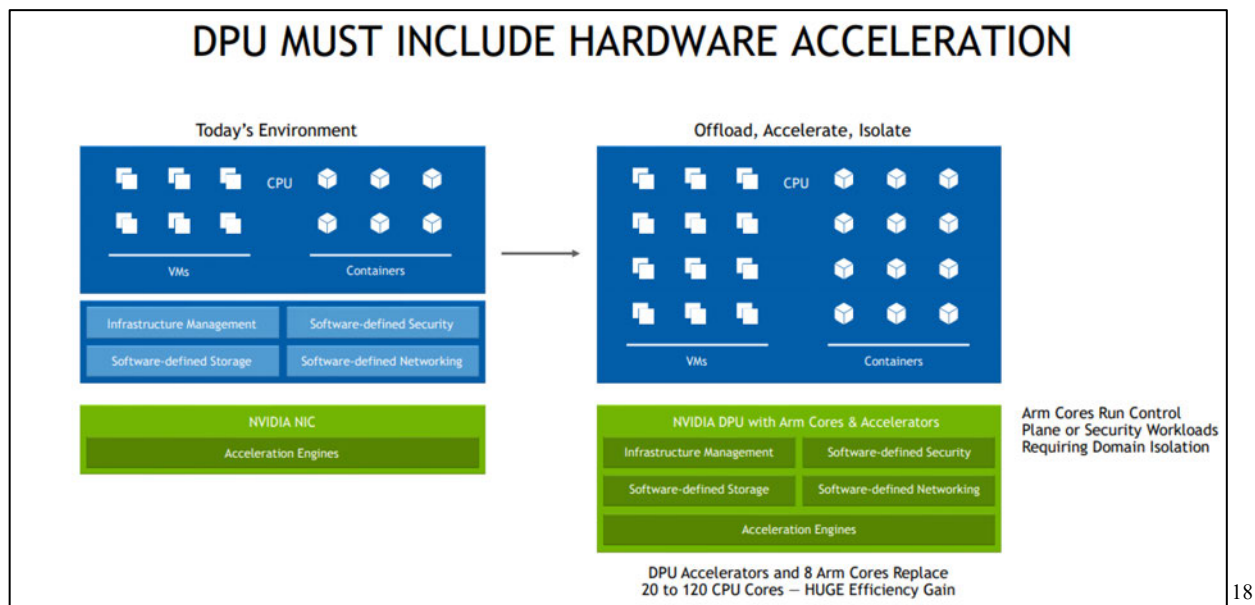 DPU MUST INCLUDE HARDWARE ACCELERATION
Today's Environment
CPU
VMs
Containers
Infrastructure Management
Software-defined Security
Software-defined Storage
Software-defined Networking
NVIDIA NIC
Acceleration Engines
Offload, Accelerate, Isolate
CPU
VMs
Containers
NVIDIA DPU with Arm Cores & Accelerators
Infrastructure Management
Software-defined Security
Software-defined Storage
Software-defined Networking
Acceleration Engines
Arm Cores Run Control
Plane or Security Workloads
Requiring Domain Isolation
DPU Accelerators and 8 Arm Cores Replace
20 to 120 CPU Cores — HUGE Efficiency Gain
18